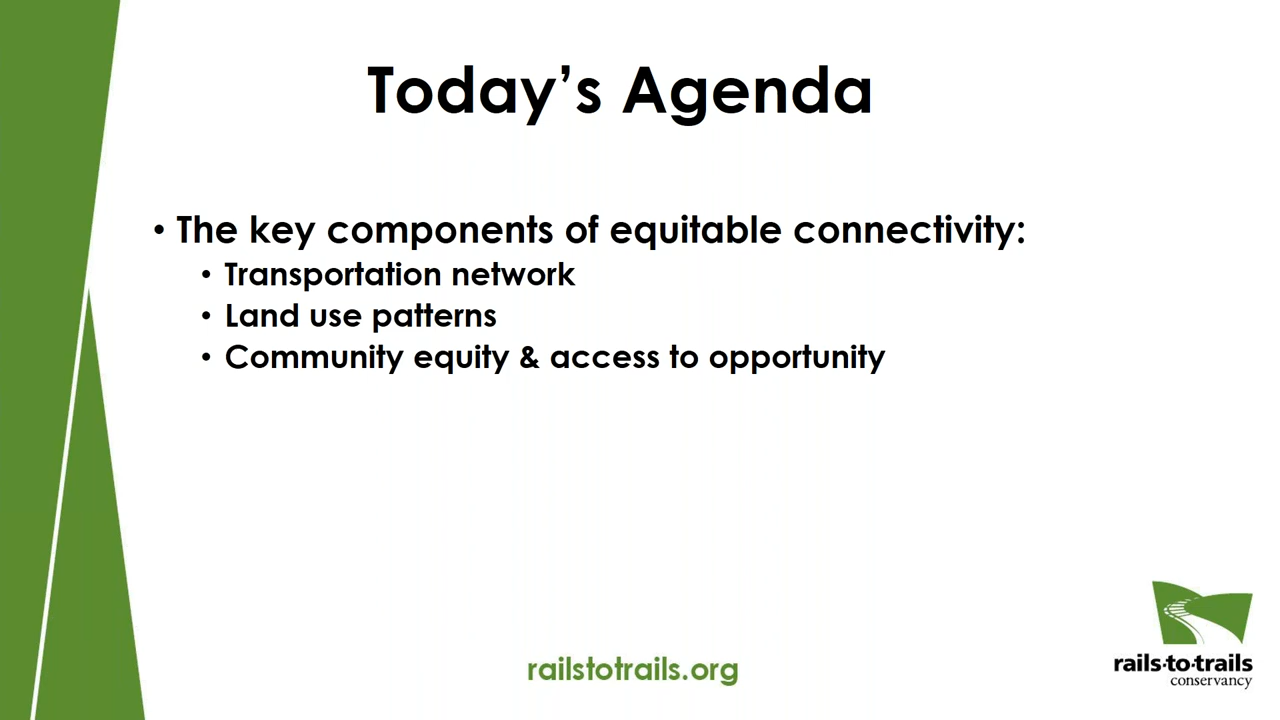 Today's Agenda
• The key components of equitable connectivity:
• Transportation network
• Land use patterns
• Community equity & access to opportunity
railstotrails.org
rails·to·trails
conservancy